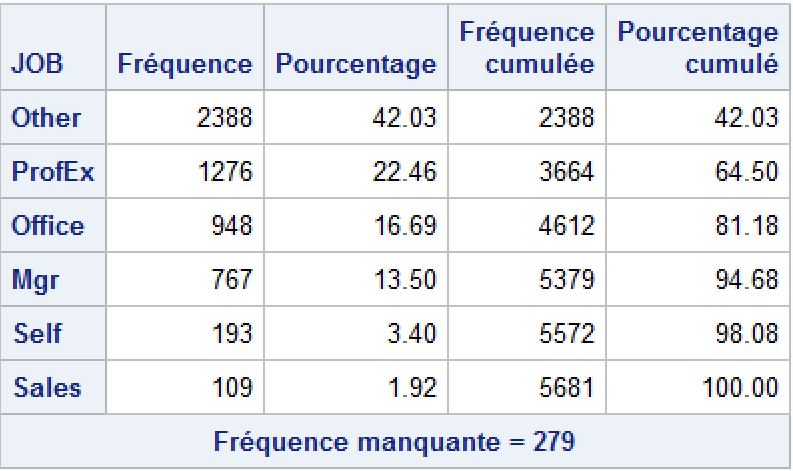 JOB Fréquence Pourcentage Fréquence cumulée Pourcentage cumulé
Other 2388 42.03 2388 42.03
ProfEx 1276 22.46 3664 64.50
Office 948 16.69 4612 81.18
Mgr 767 13.50 5379 94.68
Self 193 3.40 5572 98.08
Sales 109 1.92 5681 100.00
Fréquence manquante = 279